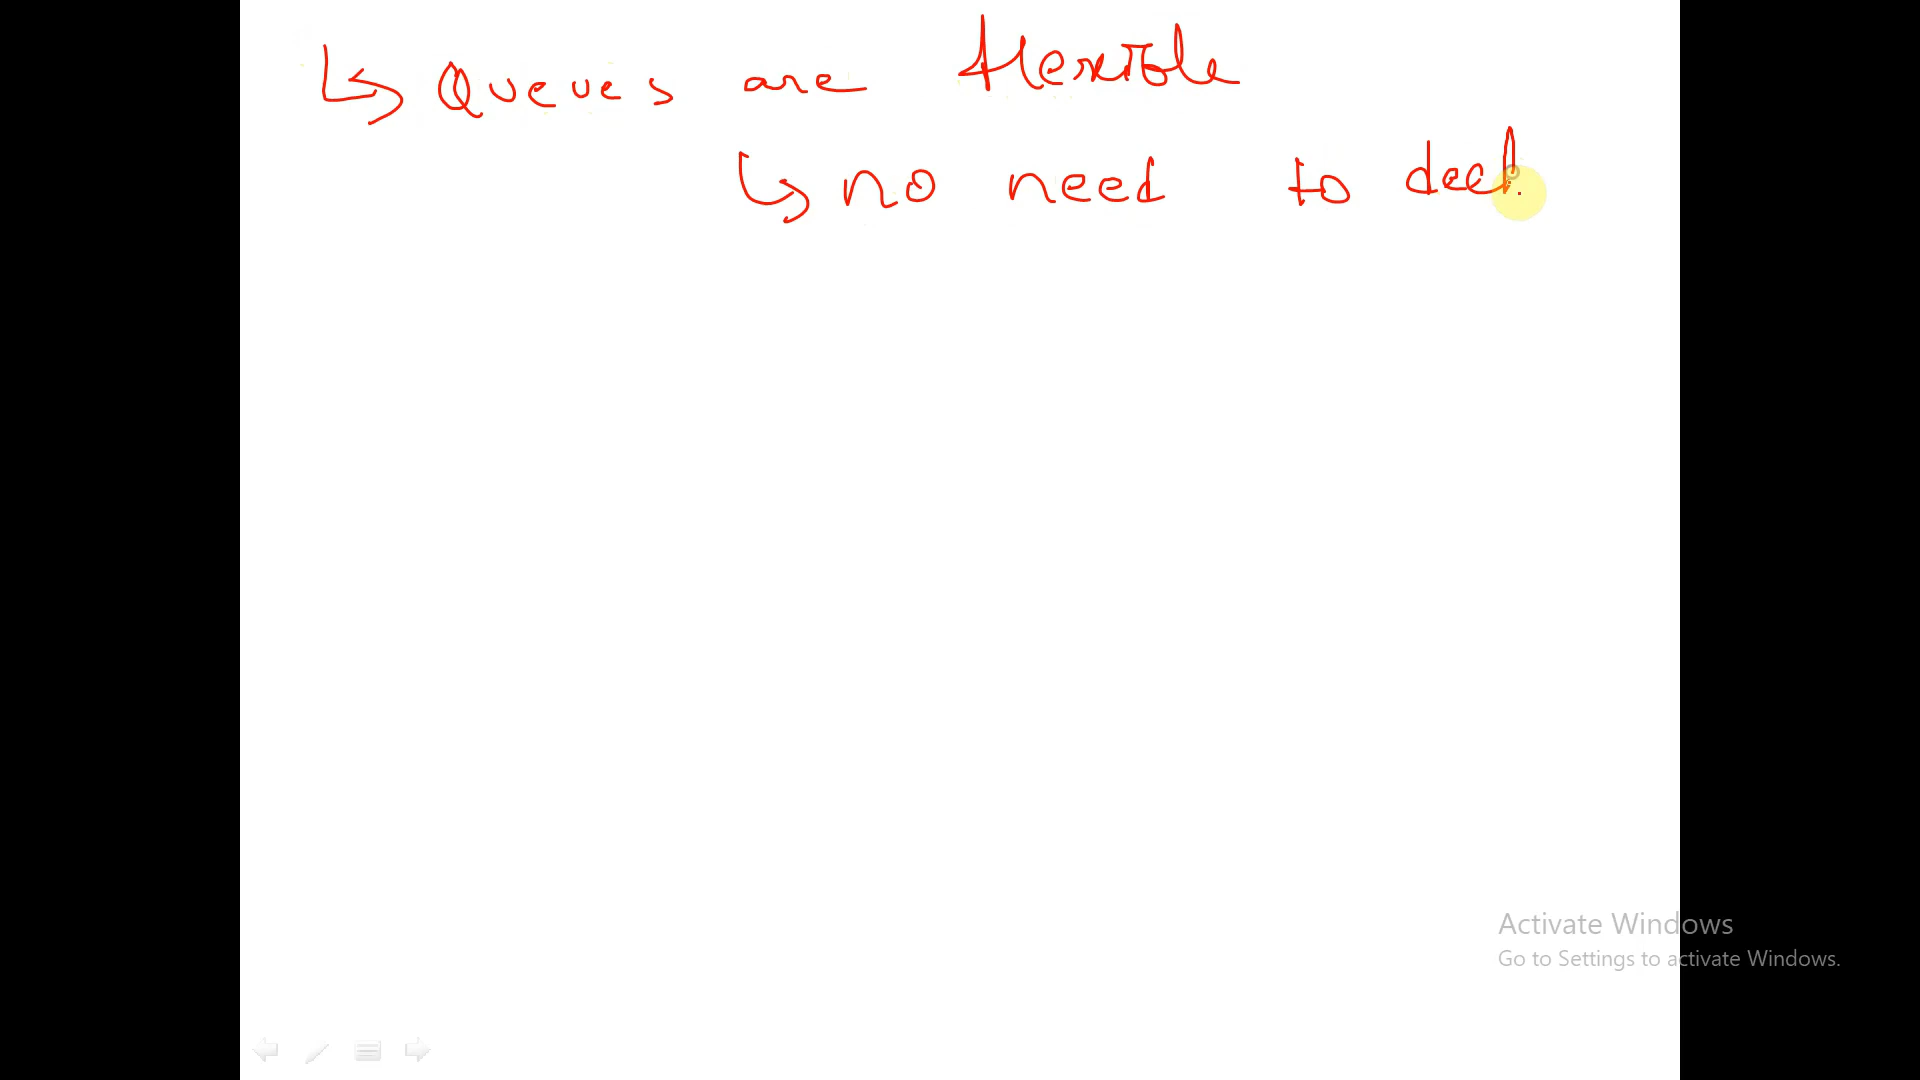 ↳ Queues are flexible
↳ no need to decl
Activate Windows
Go to Settings to activate Windows.